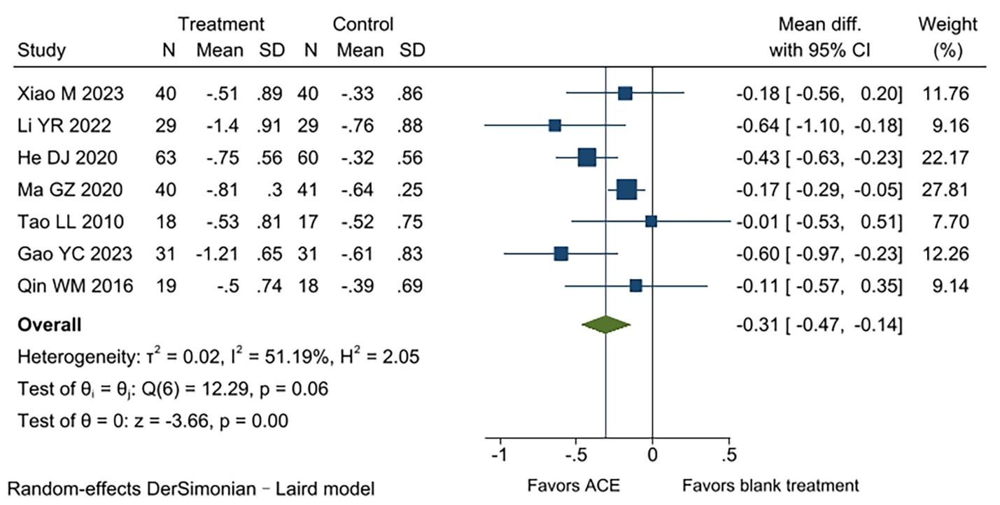 Treatment Control Mean diff. Weight
Study N Mean SD N Mean SD with 95% CI (%)
Xiao M 2023 40 -.51 .89 40 -.33 .86 -0.18 [ -0.56, 0.20] 11.76
Li YR 2022 29 -1.4 .91 29 -.76 .88 -0.64 [ -1.10, -0.18] 9.16
He DJ 2020 63 -.75 .56 60 -.32 .56 -0.43 [ -0.63, -0.23] 22.17
Ma GZ 2020 40 -.81 .3 41 -.64 .25 -0.17 [ -0.29, -0.05] 27.81
Tao LL 2010 18 -.53 .81 17 -.52 .75 -0.01 [ -0.53, 0.51] 7.70
Gao YC 2023 31 -1.21 .65 31 -.61 .83 -0.60 [ -0.97, -0.23] 12.26
Qin WM 2016 19 -.5 .74 18 -.39 .69 -0.11 [ -0.57, 0.35] 9.14
Overall -0.31 [ -0.47, -0.14]
Heterogeneity: τ² = 0.02, I² = 51.19%, H² = 2.05
Test of θᵢ = θⱼ: Q(6) = 12.29, p = 0.06
Test of θ = 0: z = -3.66, p = 0.00
-1 -.5 0 .5
Favors ACE Favors blank treatment
Random-effects DerSimonian – Laird model